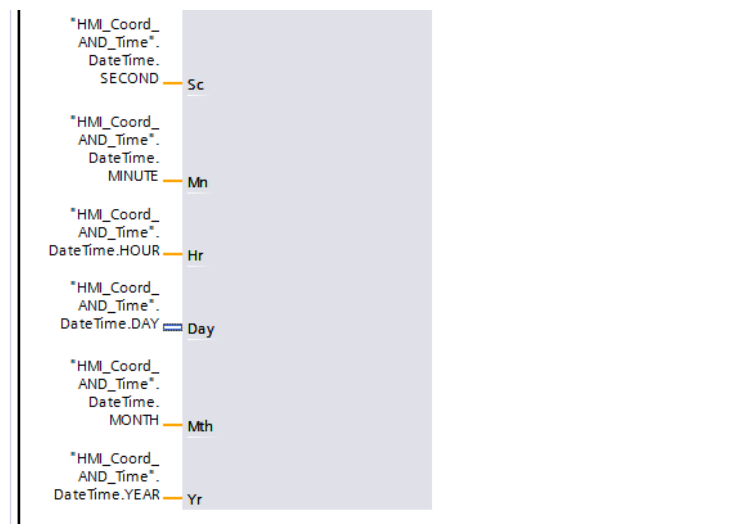 "HMI_Coord_
AND_Time".
DateTime.
SECOND Sc
"HMI_Coord_
AND_Time".
DateTime.
MINUTE Mn
"HMI_Coord_
AND_Time".
DateTime.HOUR Hr
"HMI_Coord_
AND_Time".
DateTime.DAY Day
"HMI_Coord_
AND_Time".
DateTime.
MONTH Mth
"HMI_Coord_
AND_Time".
DateTime.YEAR Yr